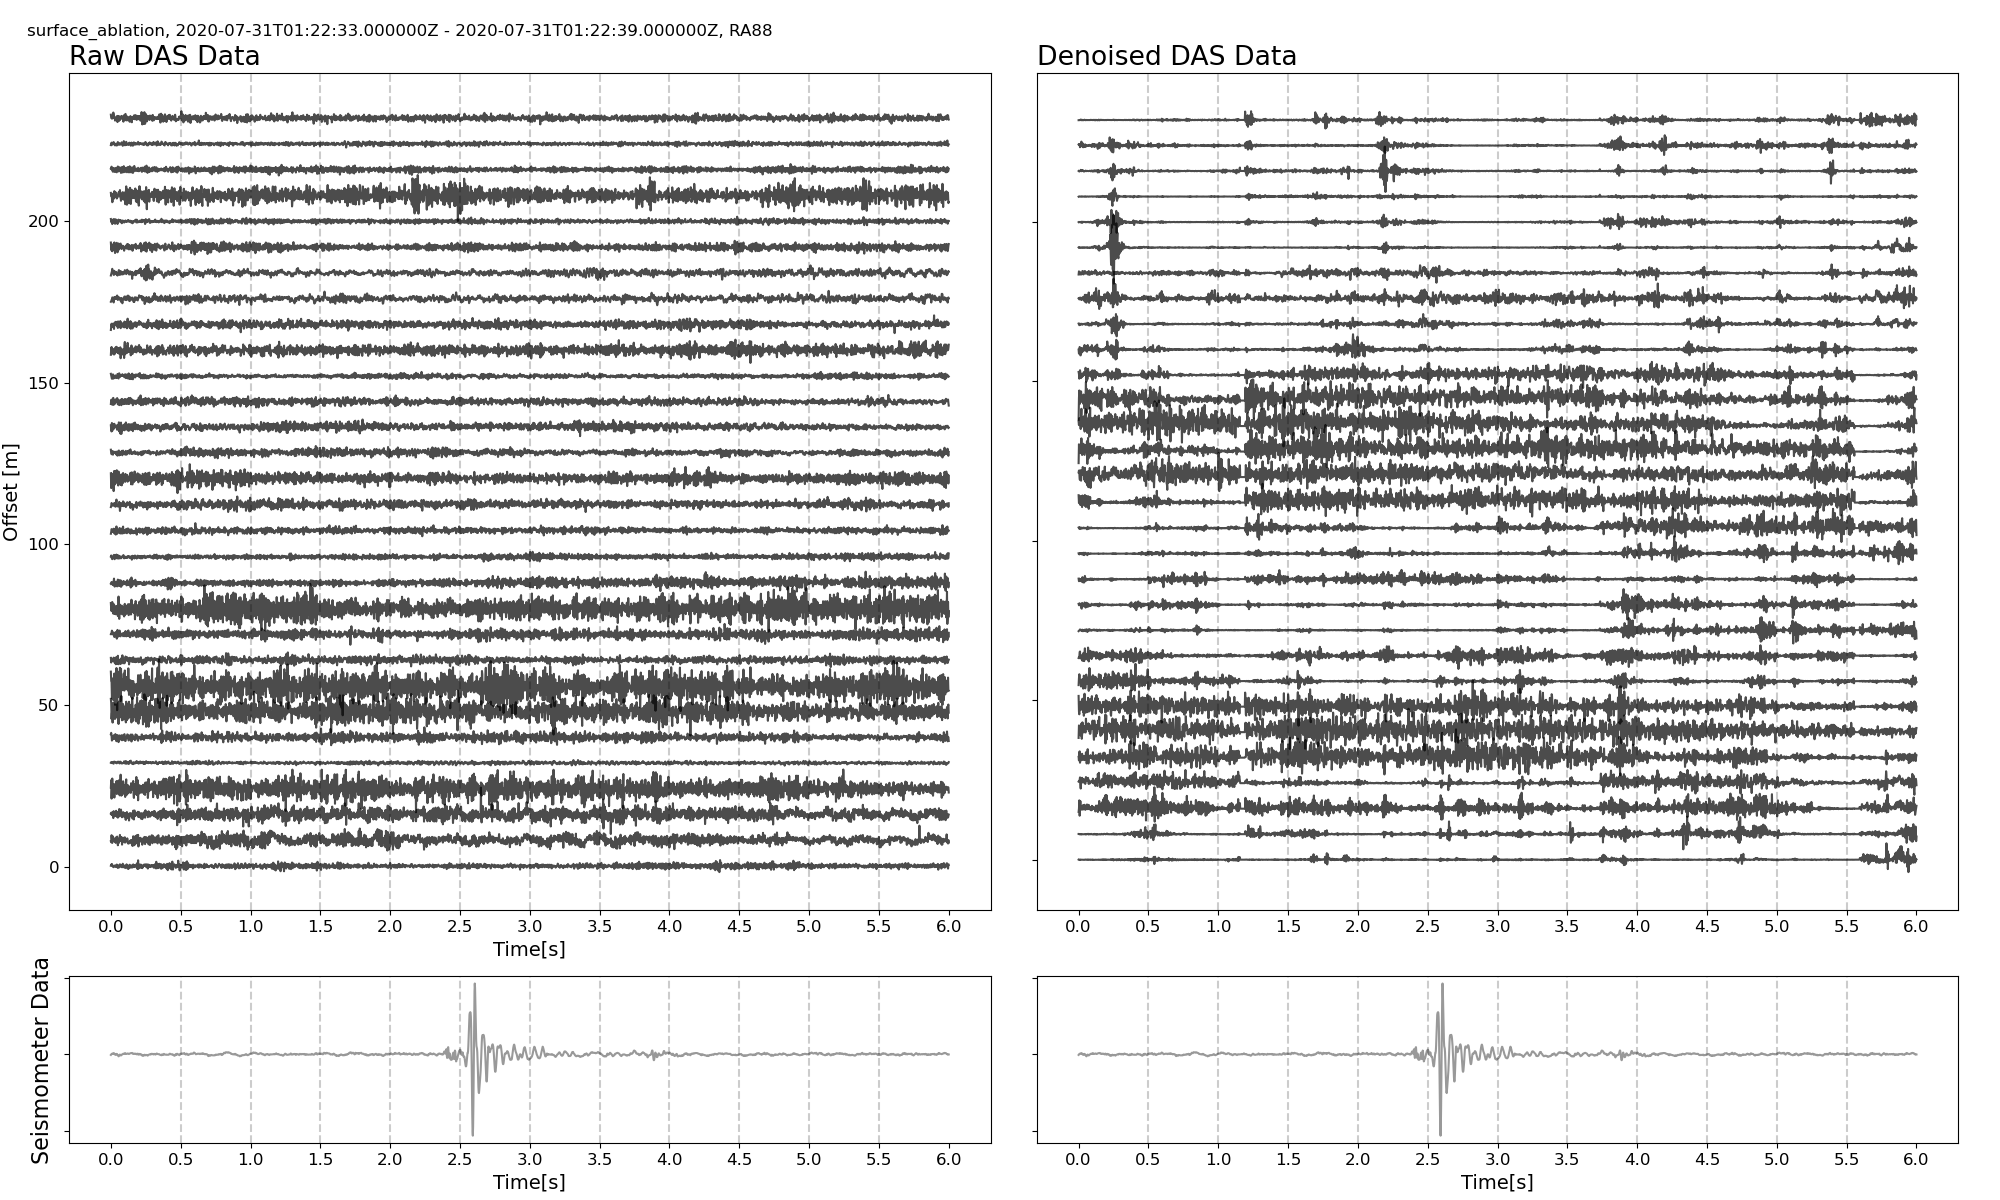 surface_ablation, 2020-07-31T01:22:33.000000Z - 2020-07-31T01:22:39.000000Z, RA88
Raw DAS Data
Denoised DAS Data
Offset [m]
200
150
100
50
0
0.0 0.5 1.0 1.5 2.0 2.5 3.0 3.5 4.0 4.5 5.0 5.5 6.0
Time[s]
0.0 0.5 1.0 1.5 2.0 2.5 3.0 3.5 4.0 4.5 5.0 5.5 6.0
Seismometer Data
0.0 0.5 1.0 1.5 2.0 2.5 3.0 3.5 4.0 4.5 5.0 5.5 6.0
Time[s]
0.0 0.5 1.0 1.5 2.0 2.5 3.0 3.5 4.0 4.5 5.0 5.5 6.0
Time[s]